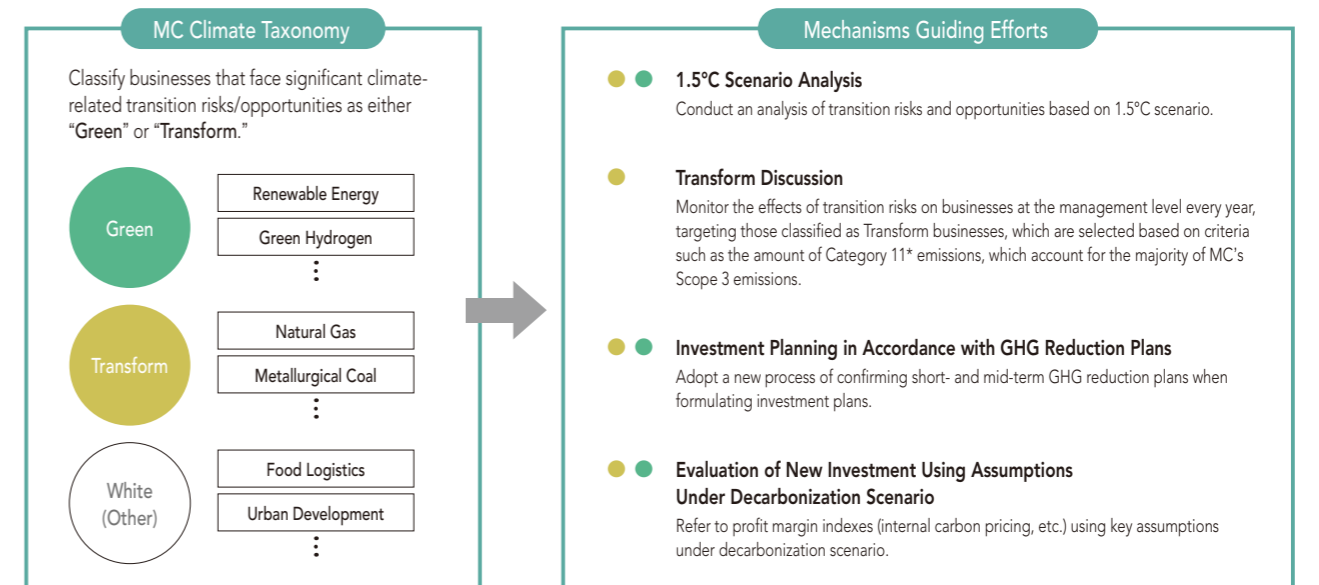 MC Climate Taxonomy
Classify businesses that face significant climate-
related transition risks/opportunities as either
“Green” or “Transform.”
Green
Renewable Energy
Green Hydrogen
Transform
Natural Gas
Metallurgical Coal
White
(Other)
Food Logistics
Urban Development
Mechanisms Guiding Efforts
1.5°C Scenario Analysis
Conduct an analysis of transition risks and opportunities based on 1.5°C scenario.
Transform Discussion
Monitor the effects of transition risks on businesses at the management level every year,
targeting those classified as Transform businesses, which are selected based on criteria
such as the amount of Category 11* emissions, which account for the majority of MC’s
Scope 3 emissions.
Investment Planning in Accordance with GHG Reduction Plans
Adopt a new process of confirming short- and mid-term GHG reduction plans when
formulating investment plans.
Evaluation of New Investment Using Assumptions
Under Decarbonization Scenario
Refer to profit margin indexes (internal carbon pricing, etc.) using key assumptions
under decarbonization scenario.